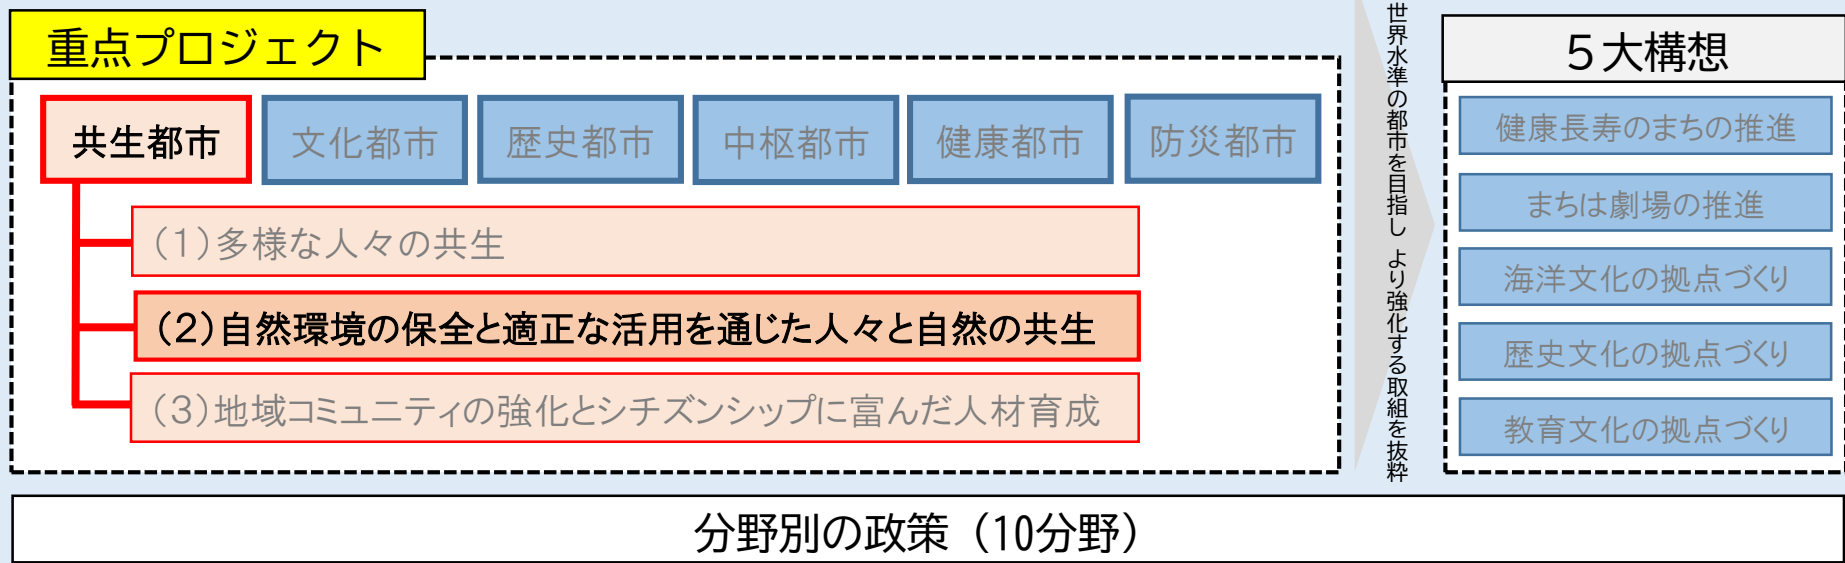 重点プロジェクト
共生都市
文化都市
歴史都市
中枢都市
健康都市
防災都市
(1)多様な人々の共生
(2)自然環境の保全と適正な活用を通じた人々と自然の共生
(3)地域コミュニティの強化とシチズンシップに富んだ人材育成
世界水準の都市を目指し より強化する取組を抜粋
5大構想
健康長寿のまちの推進
まちは劇場の推進
海洋文化の拠点づくり
歴史文化の拠点づくり
教育文化の拠点づくり
分野別の政策（10分野）